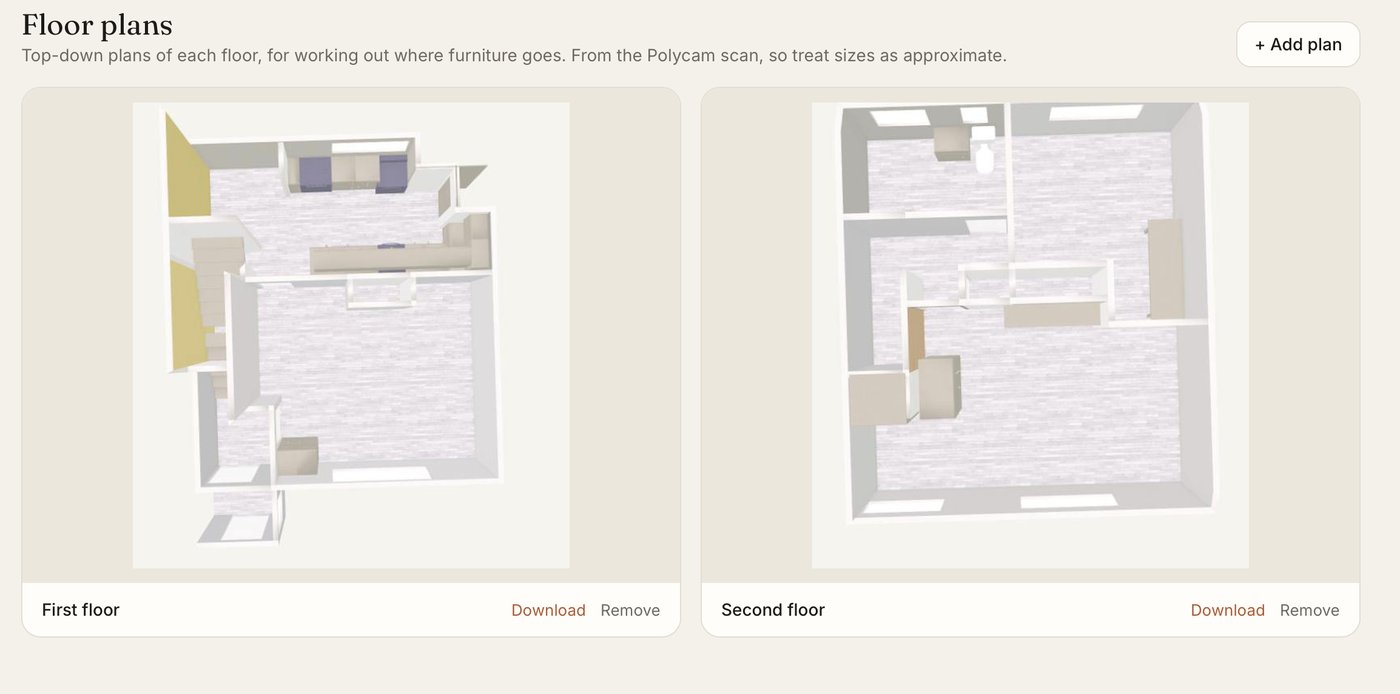 Floor plans
Top-down plans of each floor, for working out where furniture goes. From the Polycam scan, so treat sizes as approximate.
+ Add plan
First floor
Download Remove
Second floor
Download Remove